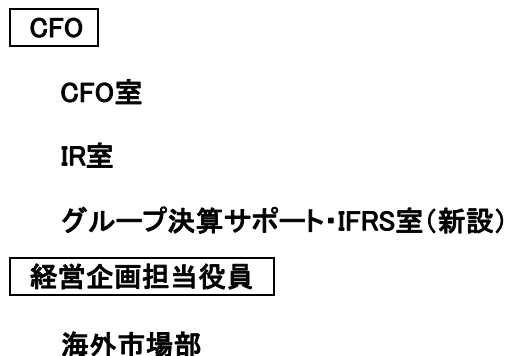 CFO
CFO室
IR室
グループ決算サポート・IFRS室（新設）
経営企画担当役員
海外市場部